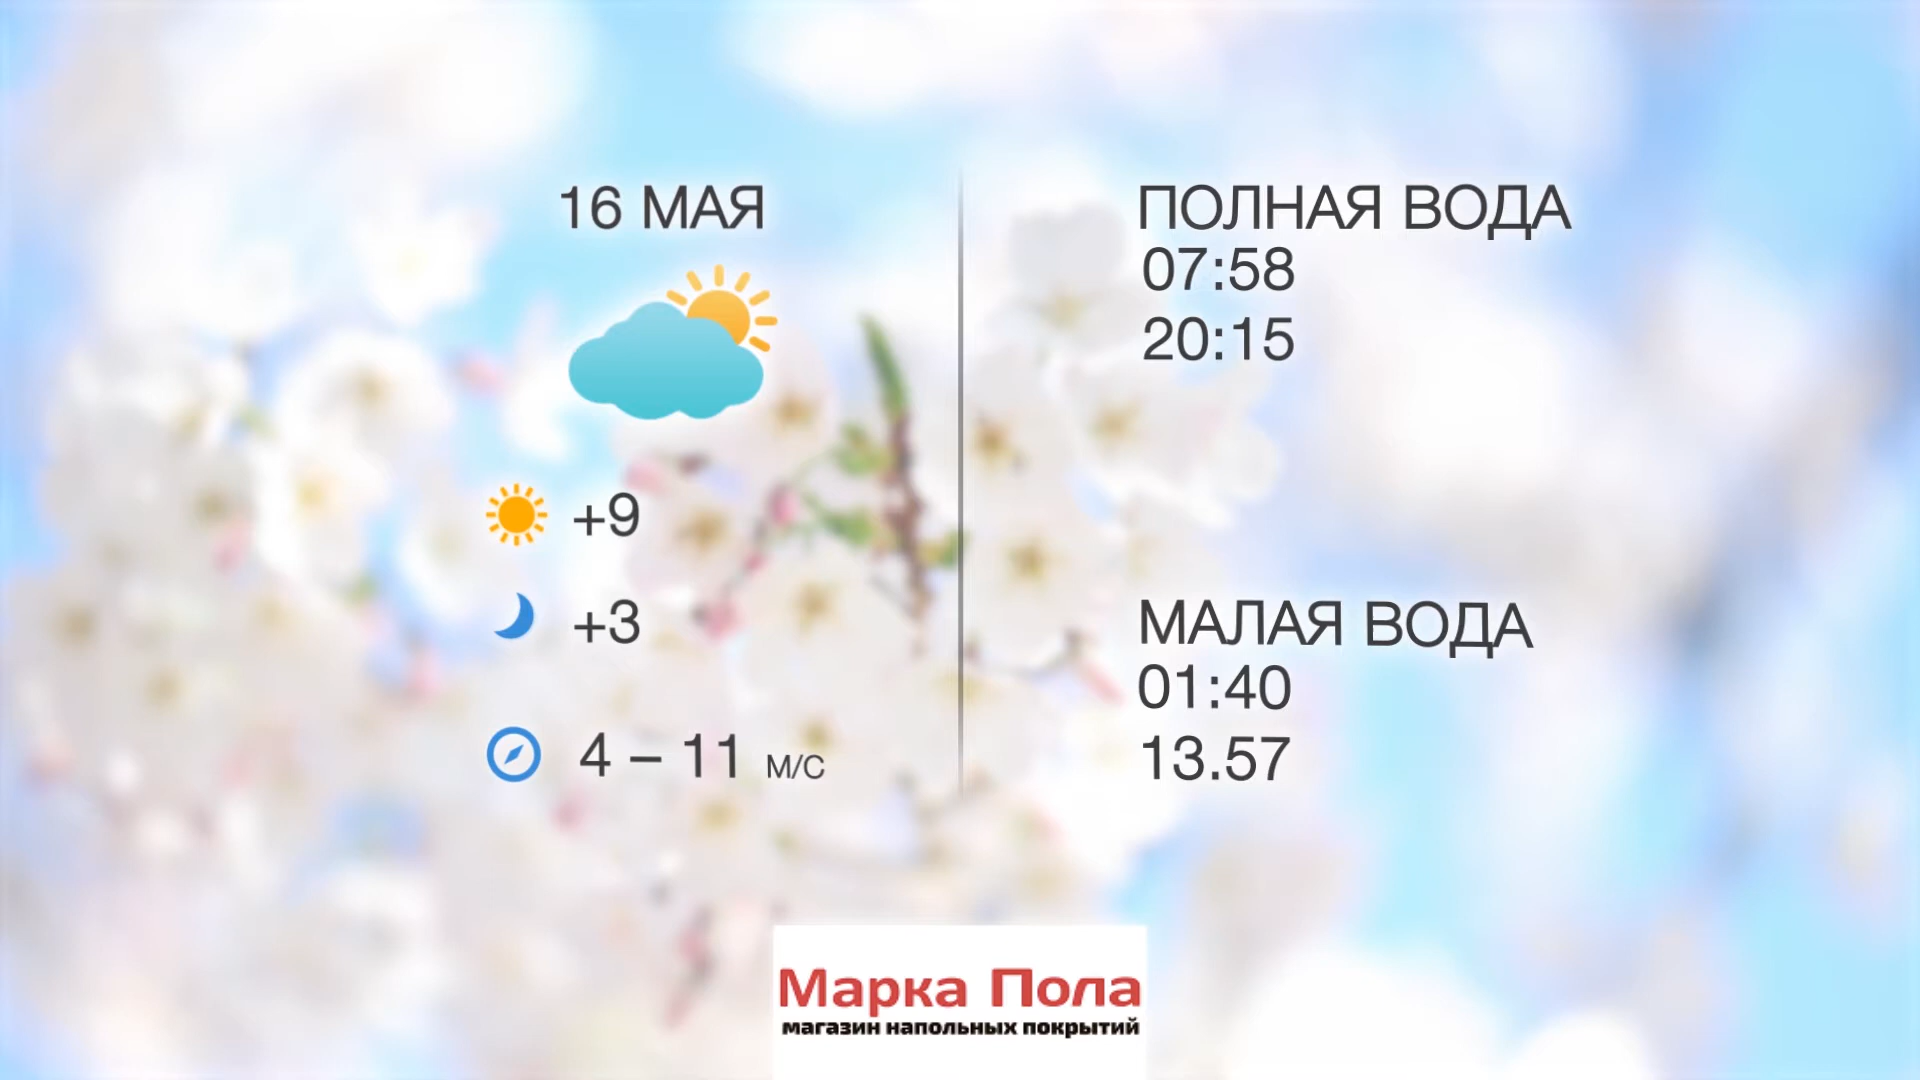 16 МАЯ
+9
+3
4 – 11 М/С
ПОЛНАЯ ВОДА
07:58
20:15
МАЛАЯ ВОДА
01:40
13.57
Марка Пола
магазин напольных покрытий